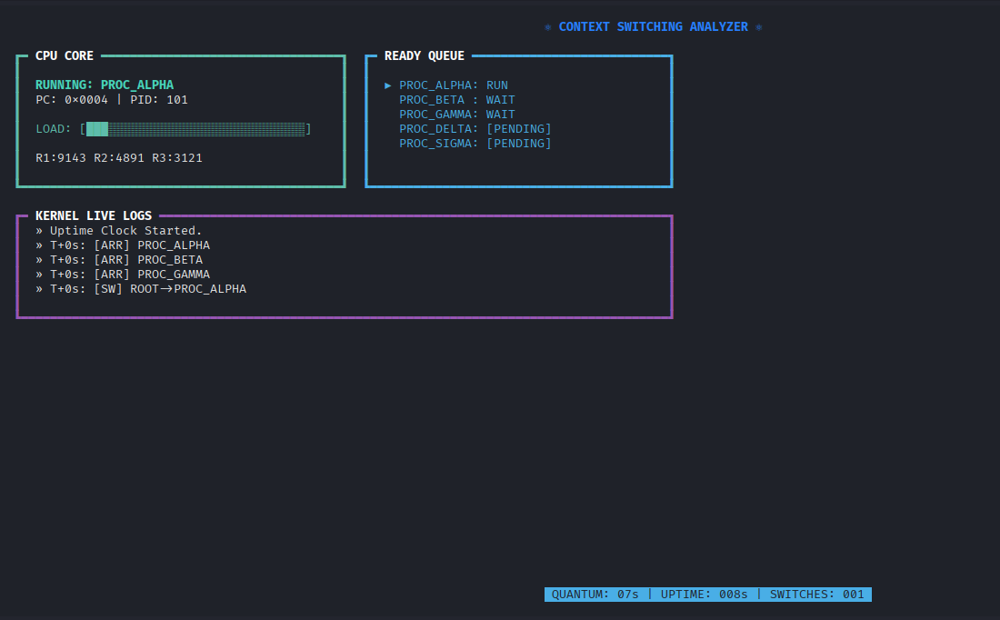 CONTEXT SWITCHING ANALYZER
CPU CORE
RUNNING: PROC_ALPHA
PC: 0×0004 | PID: 101
LOAD: [ ]
R1:9143 R2:4891 R3:3121
READY QUEUE
▶ PROC_ALPHA: RUN
PROC_BETA : WAIT
PROC_GAMMA: WAIT
PROC_DELTA: [PENDING]
PROC_SIGMA: [PENDING]
KERNEL LIVE LOGS
» Uptime Clock Started.
» T+0s: [ARR] PROC_ALPHA
» T+0s: [ARR] PROC_BETA
» T+0s: [ARR] PROC_GAMMA
» T+0s: [SW] ROOT→PROC_ALPHA
QUANTUM: 07s | UPTIME: 008s | SWITCHES: 001